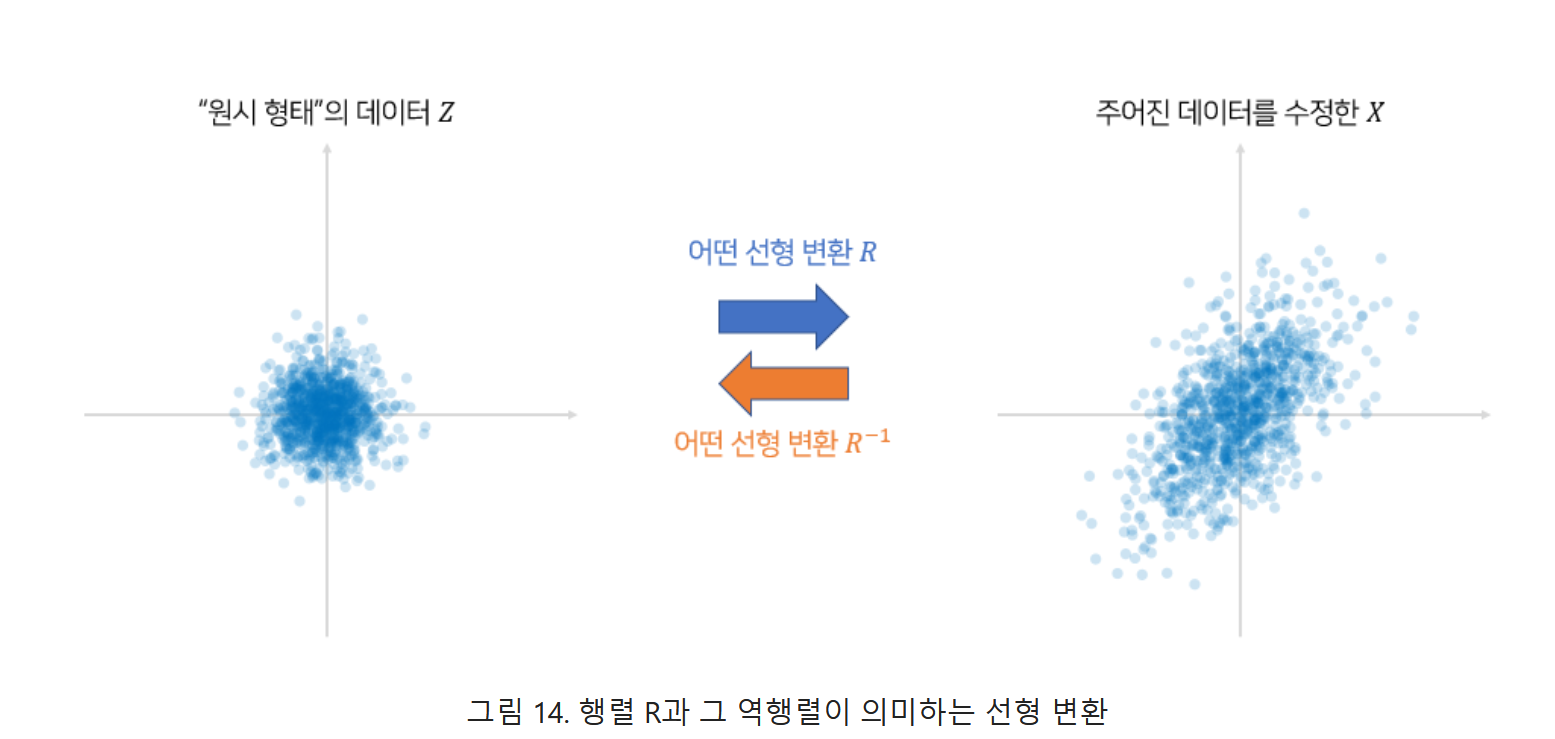 “원시 형태”의 데이터 Z
주어진 데이터를 수정한 X
어떤 선형 변환 R
어떤 선형 변환 R⁻¹
그림 14. 행렬 R과 그 역행렬이 의미하는 선형 변환